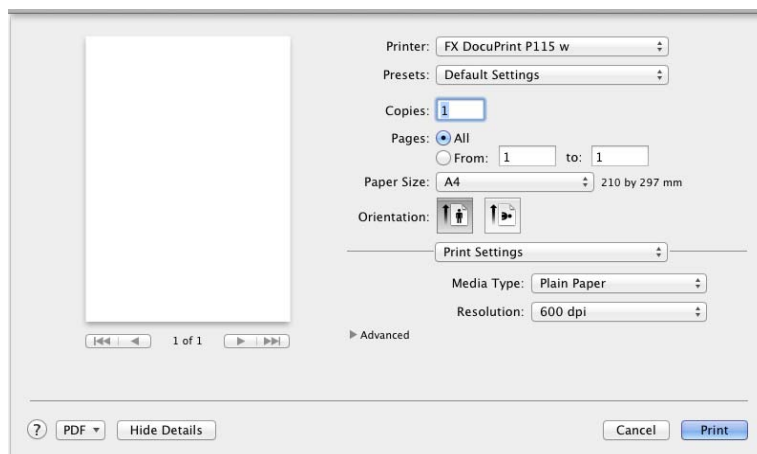 Printer: FX DocuPrint P115 w
Presets: Default Settings
Copies: 1
Pages: All
From: 1 to: 1
Paper Size: A4 210 by 297 mm
Orientation:
Print Settings
Media Type: Plain Paper
Resolution: 600 dpi
Advanced
1 of 1
? PDF Hide Details Cancel Print